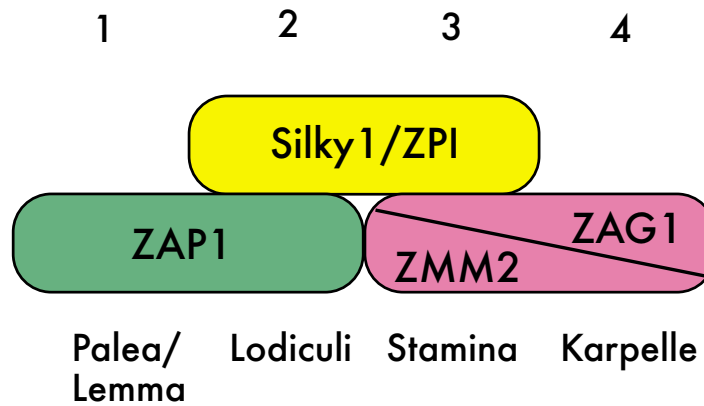 1 2 3 4
Silky1/ZPI
ZAP1
ZAG1
ZMM2
Palea/ Lodiculi Stamina Karpelle
Lemma